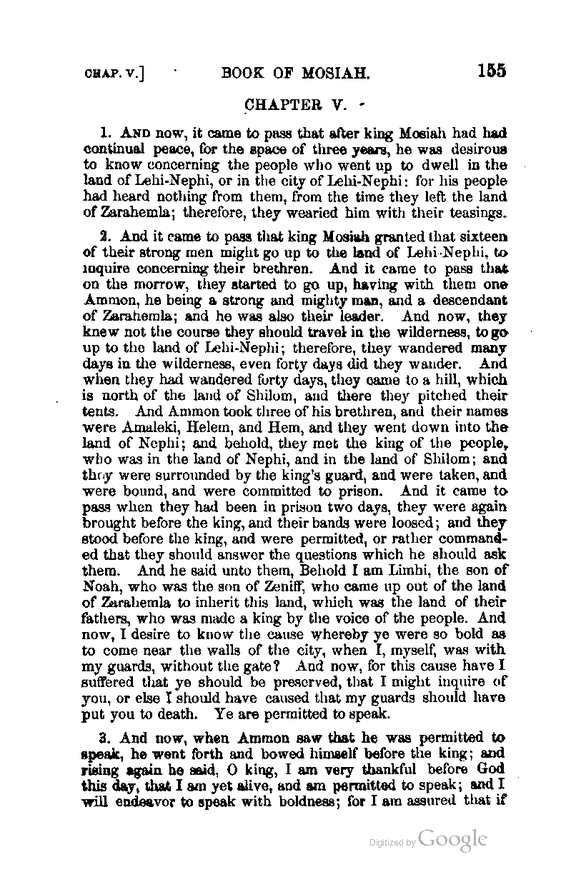 CHAP. V.] BOOK OF MOSIAH. 155
CHAPTER V.
1. AND now, it came to pass that after king Mosiah had had
continual peace, for the space of three years, he was desirous
to know concerning the people who went up to dwell in the
land of Lehi-Nephi, or in the city of Lehi-Nephi: for his people
had heard nothing from them, from the time they left the land
of Zarahemla; therefore, they wearied him with their teasings.
2. And it came to pass that king Mosiah granted that sixteen
of their strong men might go up to the land of Lehi-Nephi, to
inquire concerning their brethren. And it came to pass that
on the morrow, they started to go up, having with them one
Ammon, he being a strong and mighty man, and a descendant
of Zarahemla; and he was also their leader. And now, they
knew not the course they should travel in the wilderness, to go
up to the land of Lehi-Nephi; therefore, they wandered many
days in the wilderness, even forty days did they wander. And
when they had wandered forty days, they came to a hill, which
is north of the land of Shilom, and there they pitched their
tents. And Ammon took three of his brethren, and their names
were Amaleki, Helem, and Hem, and they went down into the
land of Nephi; and behold, they met the king of the people,
who was in the land of Nephi, and in the land of Shilom; and
they were surrounded by the king's guard, and were taken, and
were bound, and were committed to prison. And it came to
pass when they had been in prison two days, they were again
brought before the king, and their bands were loosed; and they
stood before the king, and were permitted, or rather command-
ed that they should answer the questions which he should ask
them. And he said unto them, Behold I am Limhi, the son of
Noah, who was the son of Zeniff, who came up out of the land
of Zarahemla to inherit this land, which was the land of their
fathers, who was made a king by the voice of the people. And
now, I desire to know the cause whereby ye were so bold as
to come near the walls of the city, when I, myself, was with
my guards, without the gate? And now, for this cause have I
suffered that ye should be preserved, that I might inquire of
you, or else I should have caused that my guards should have
put you to death. Ye are permitted to speak.
3. And now, when Ammon saw that he was permitted to
speak, he went forth and bowed himself before the king; and
rising again he said, O king, I am very thankful before God
this day, that I am yet alive, and am permitted to speak; and I
will endeavor to speak with boldness; for I am assured that if
Digitized by Google